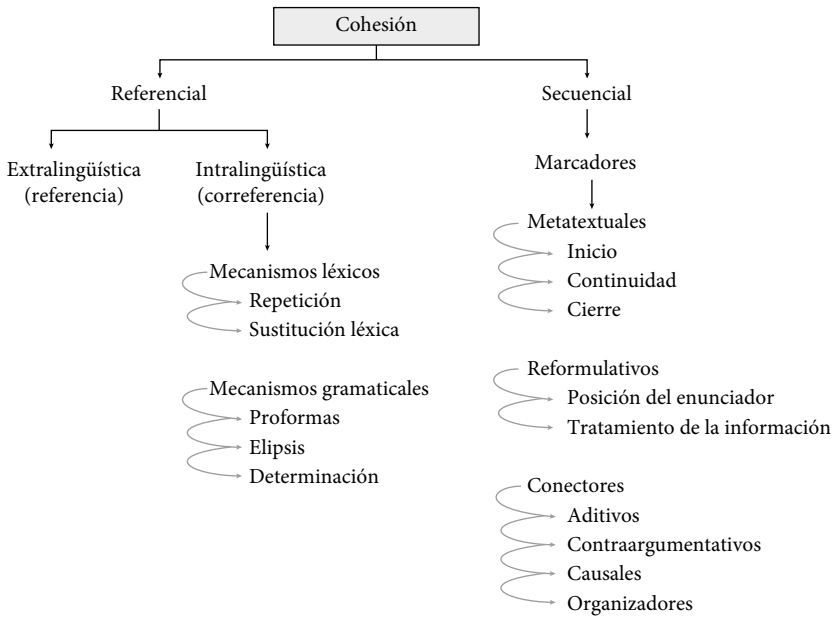 Cohesión
Referencial
Secuencial
Extralingüística
(referencia)
Intralingüística
(correferencia)
Marcadores
Mecanismos léxicos
Repetición
Sustitución léxica
Mecanismos gramaticales
Proformas
Elipsis
Determinación
Metatextuales
Inicio
Continuidad
Cierre
Reformulativos
Posición del enunciador
Tratamiento de la información
Conectores
Aditivos
Contraargumentativos
Causales
Organizadores